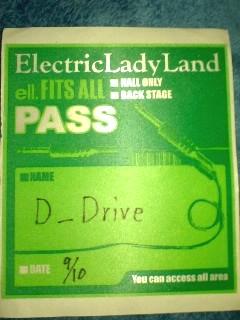 ElectricLadyLand
ell. FITS ALL ■ HALL ONLY
■ BACK STAGE
PASS
■ NAME
D_Drive
■ DATE 9/10
You can access all area